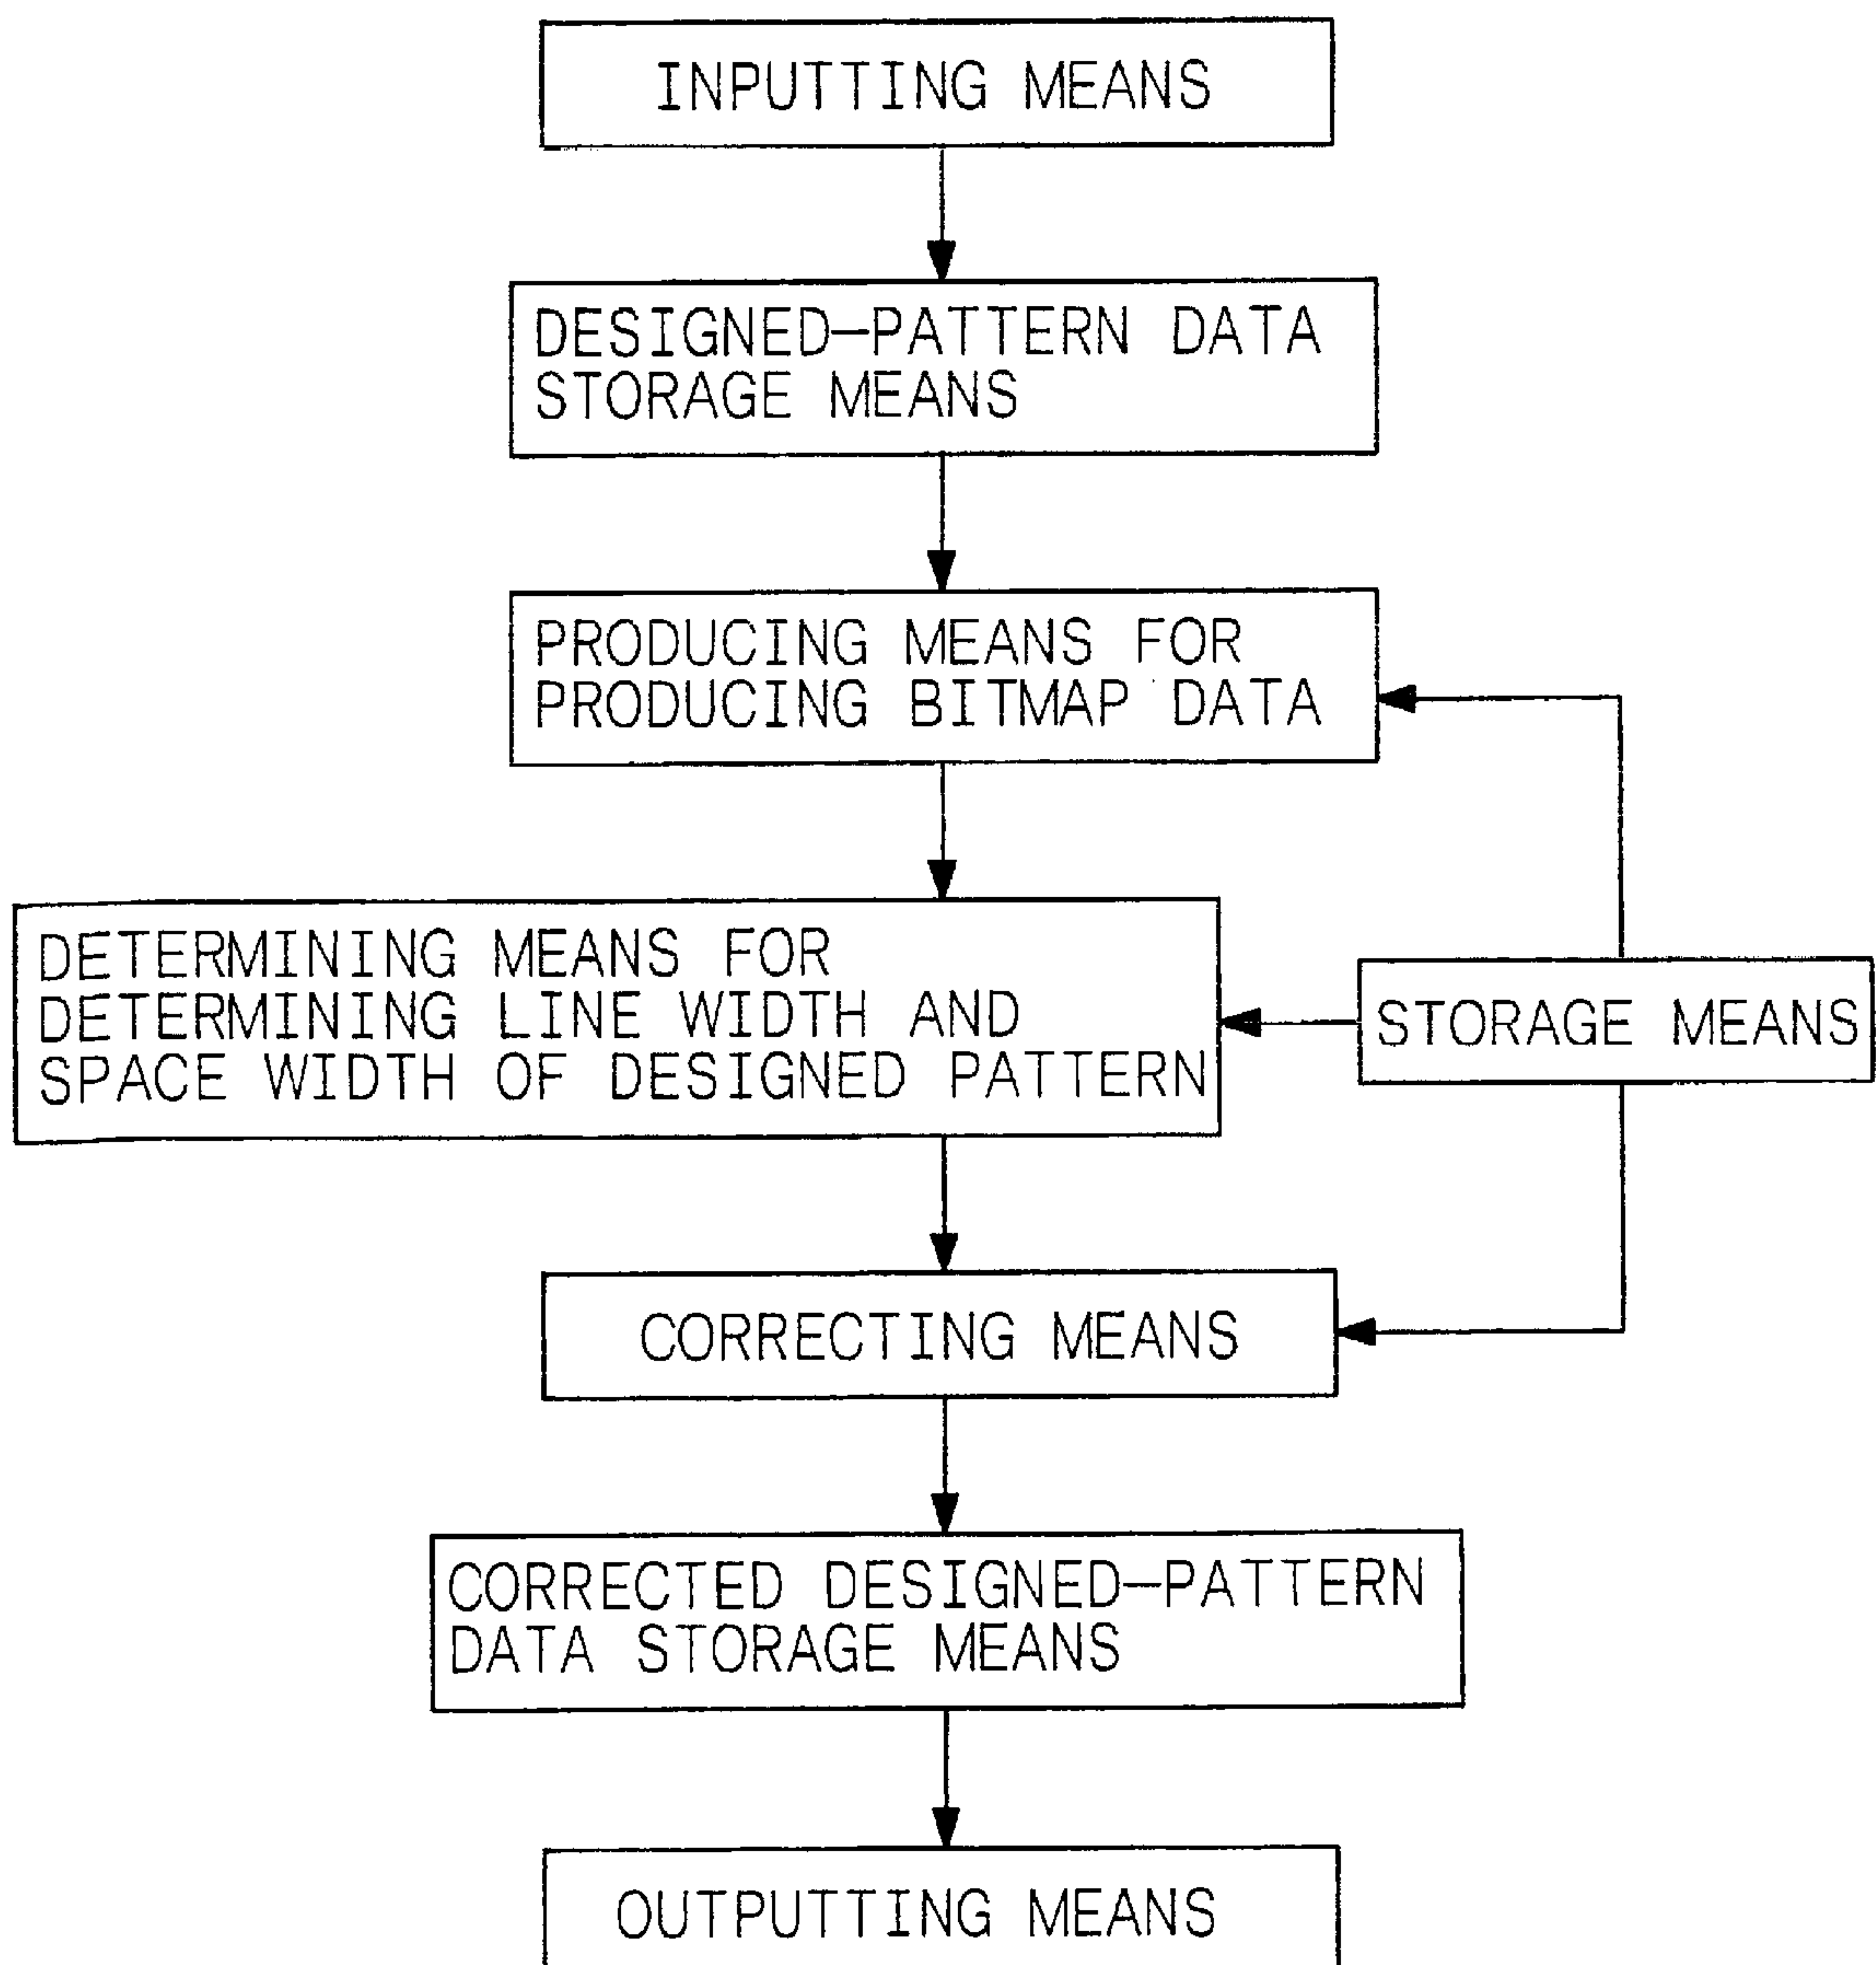 INPUTTING MEANS
DESIGNED—PATTERN DATA
STORAGE MEANS
PRODUCING MEANS FOR
PRODUCING BITMAP DATA
DETERMINING MEANS FOR
DETERMINING LINE WIDTH AND
SPACE WIDTH OF DESIGNED PATTERN
STORAGE MEANS
CORRECTING MEANS
CORRECTED DESIGNED—PATTERN
DATA STORAGE MEANS
OUTPUTTING MEANS